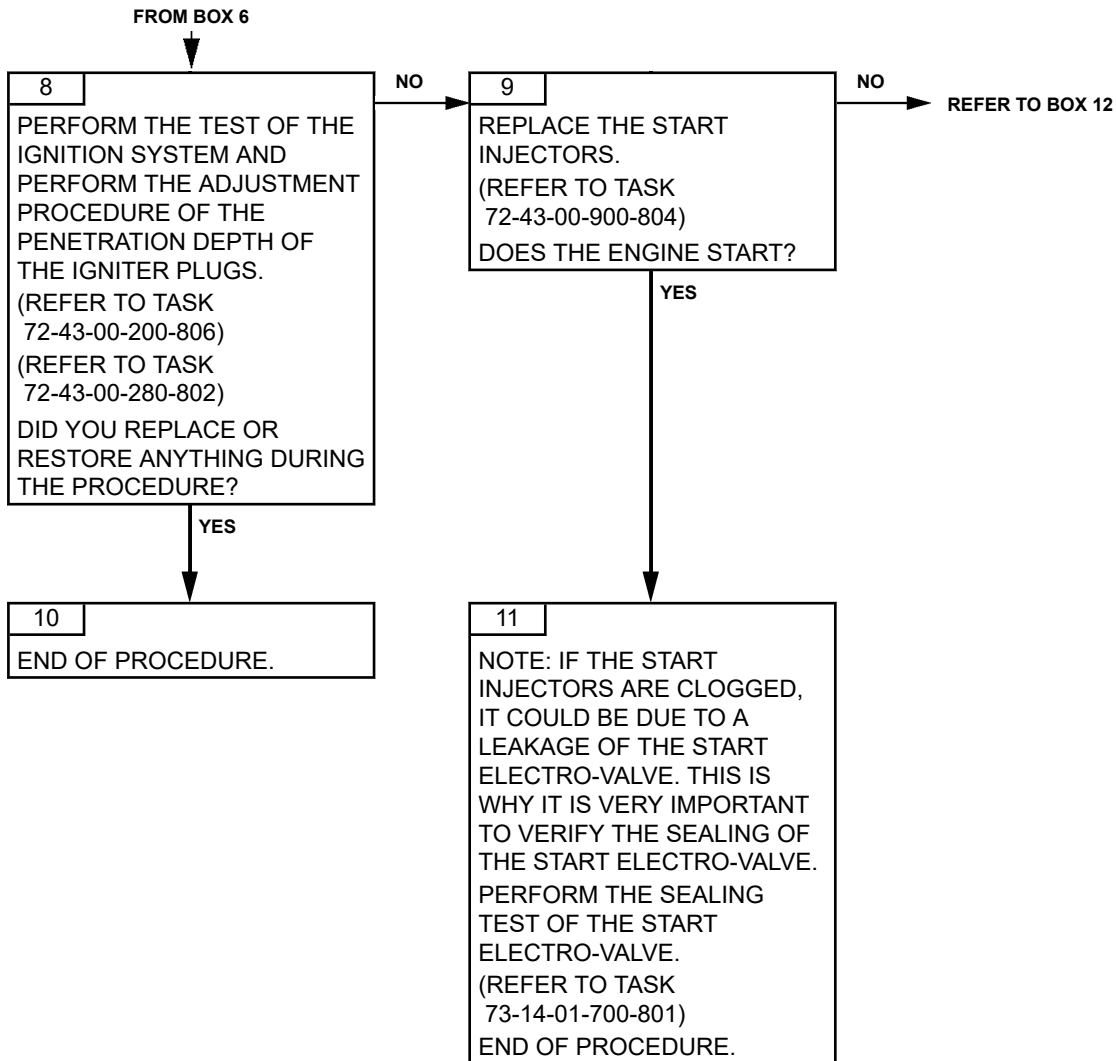 FROM BOX 6
8
PERFORM THE TEST OF THE
IGNITION SYSTEM AND
PERFORM THE ADJUSTMENT
PROCEDURE OF THE
PENETRATION DEPTH OF
THE IGNITER PLUGS.
(REFER TO TASK
72-43-00-200-806)
(REFER TO TASK
72-43-00-280-802)
DID YOU REPLACE OR
RESTORE ANYTHING DURING
THE PROCEDURE?
NO
9
REPLACE THE START
INJECTORS.
(REFER TO TASK
72-43-00-900-804)
DOES THE ENGINE START?
NO
REFER TO BOX 12
YES
YES
10
END OF PROCEDURE.
11
NOTE: IF THE START
INJECTORS ARE CLOGGED,
IT COULD BE DUE TO A
LEAKAGE OF THE START
ELECTRO-VALVE. THIS IS
WHY IT IS VERY IMPORTANT
TO VERIFY THE SEALING OF
THE START ELECTRO-VALVE.
PERFORM THE SEALING
TEST OF THE START
ELECTRO-VALVE.
(REFER TO TASK
73-14-01-700-801)
END OF PROCEDURE.